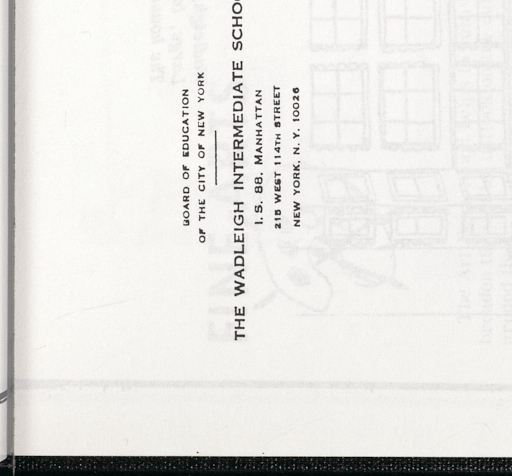 BOARD OF EDUCATION
OF THE CITY OF NEW YORK
THE WADLEIGH INTERMEDIATE SCHO
I. S. 88, MANHATTAN
215 WEST 114TH STREET
NEW YORK, N. Y. 10026